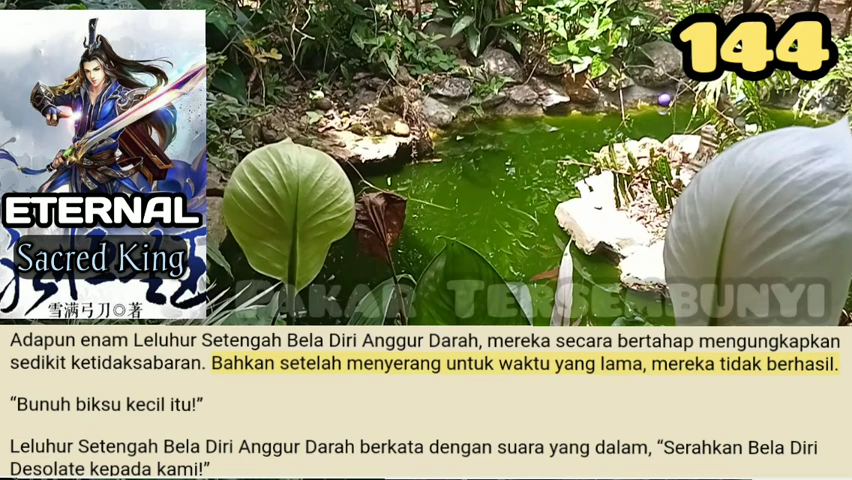 144
ETERNAL
Sacred King
雪满弓刀◎著
PAKAR TERSEMBUNYI
Adapun enam Leluhur Setengah Bela Diri Anggur Darah, mereka secara bertahap mengungkapkan
sedikit ketidaksabaran. Bahkan setelah menyerang untuk waktu yang lama, mereka tidak berhasil.
“Bunuh biksu kecil itu!”
Leluhur Setengah Bela Diri Anggur Darah berkata dengan suara yang dalam, “Serahkan Bela Diri
Desolate kepada kami!”